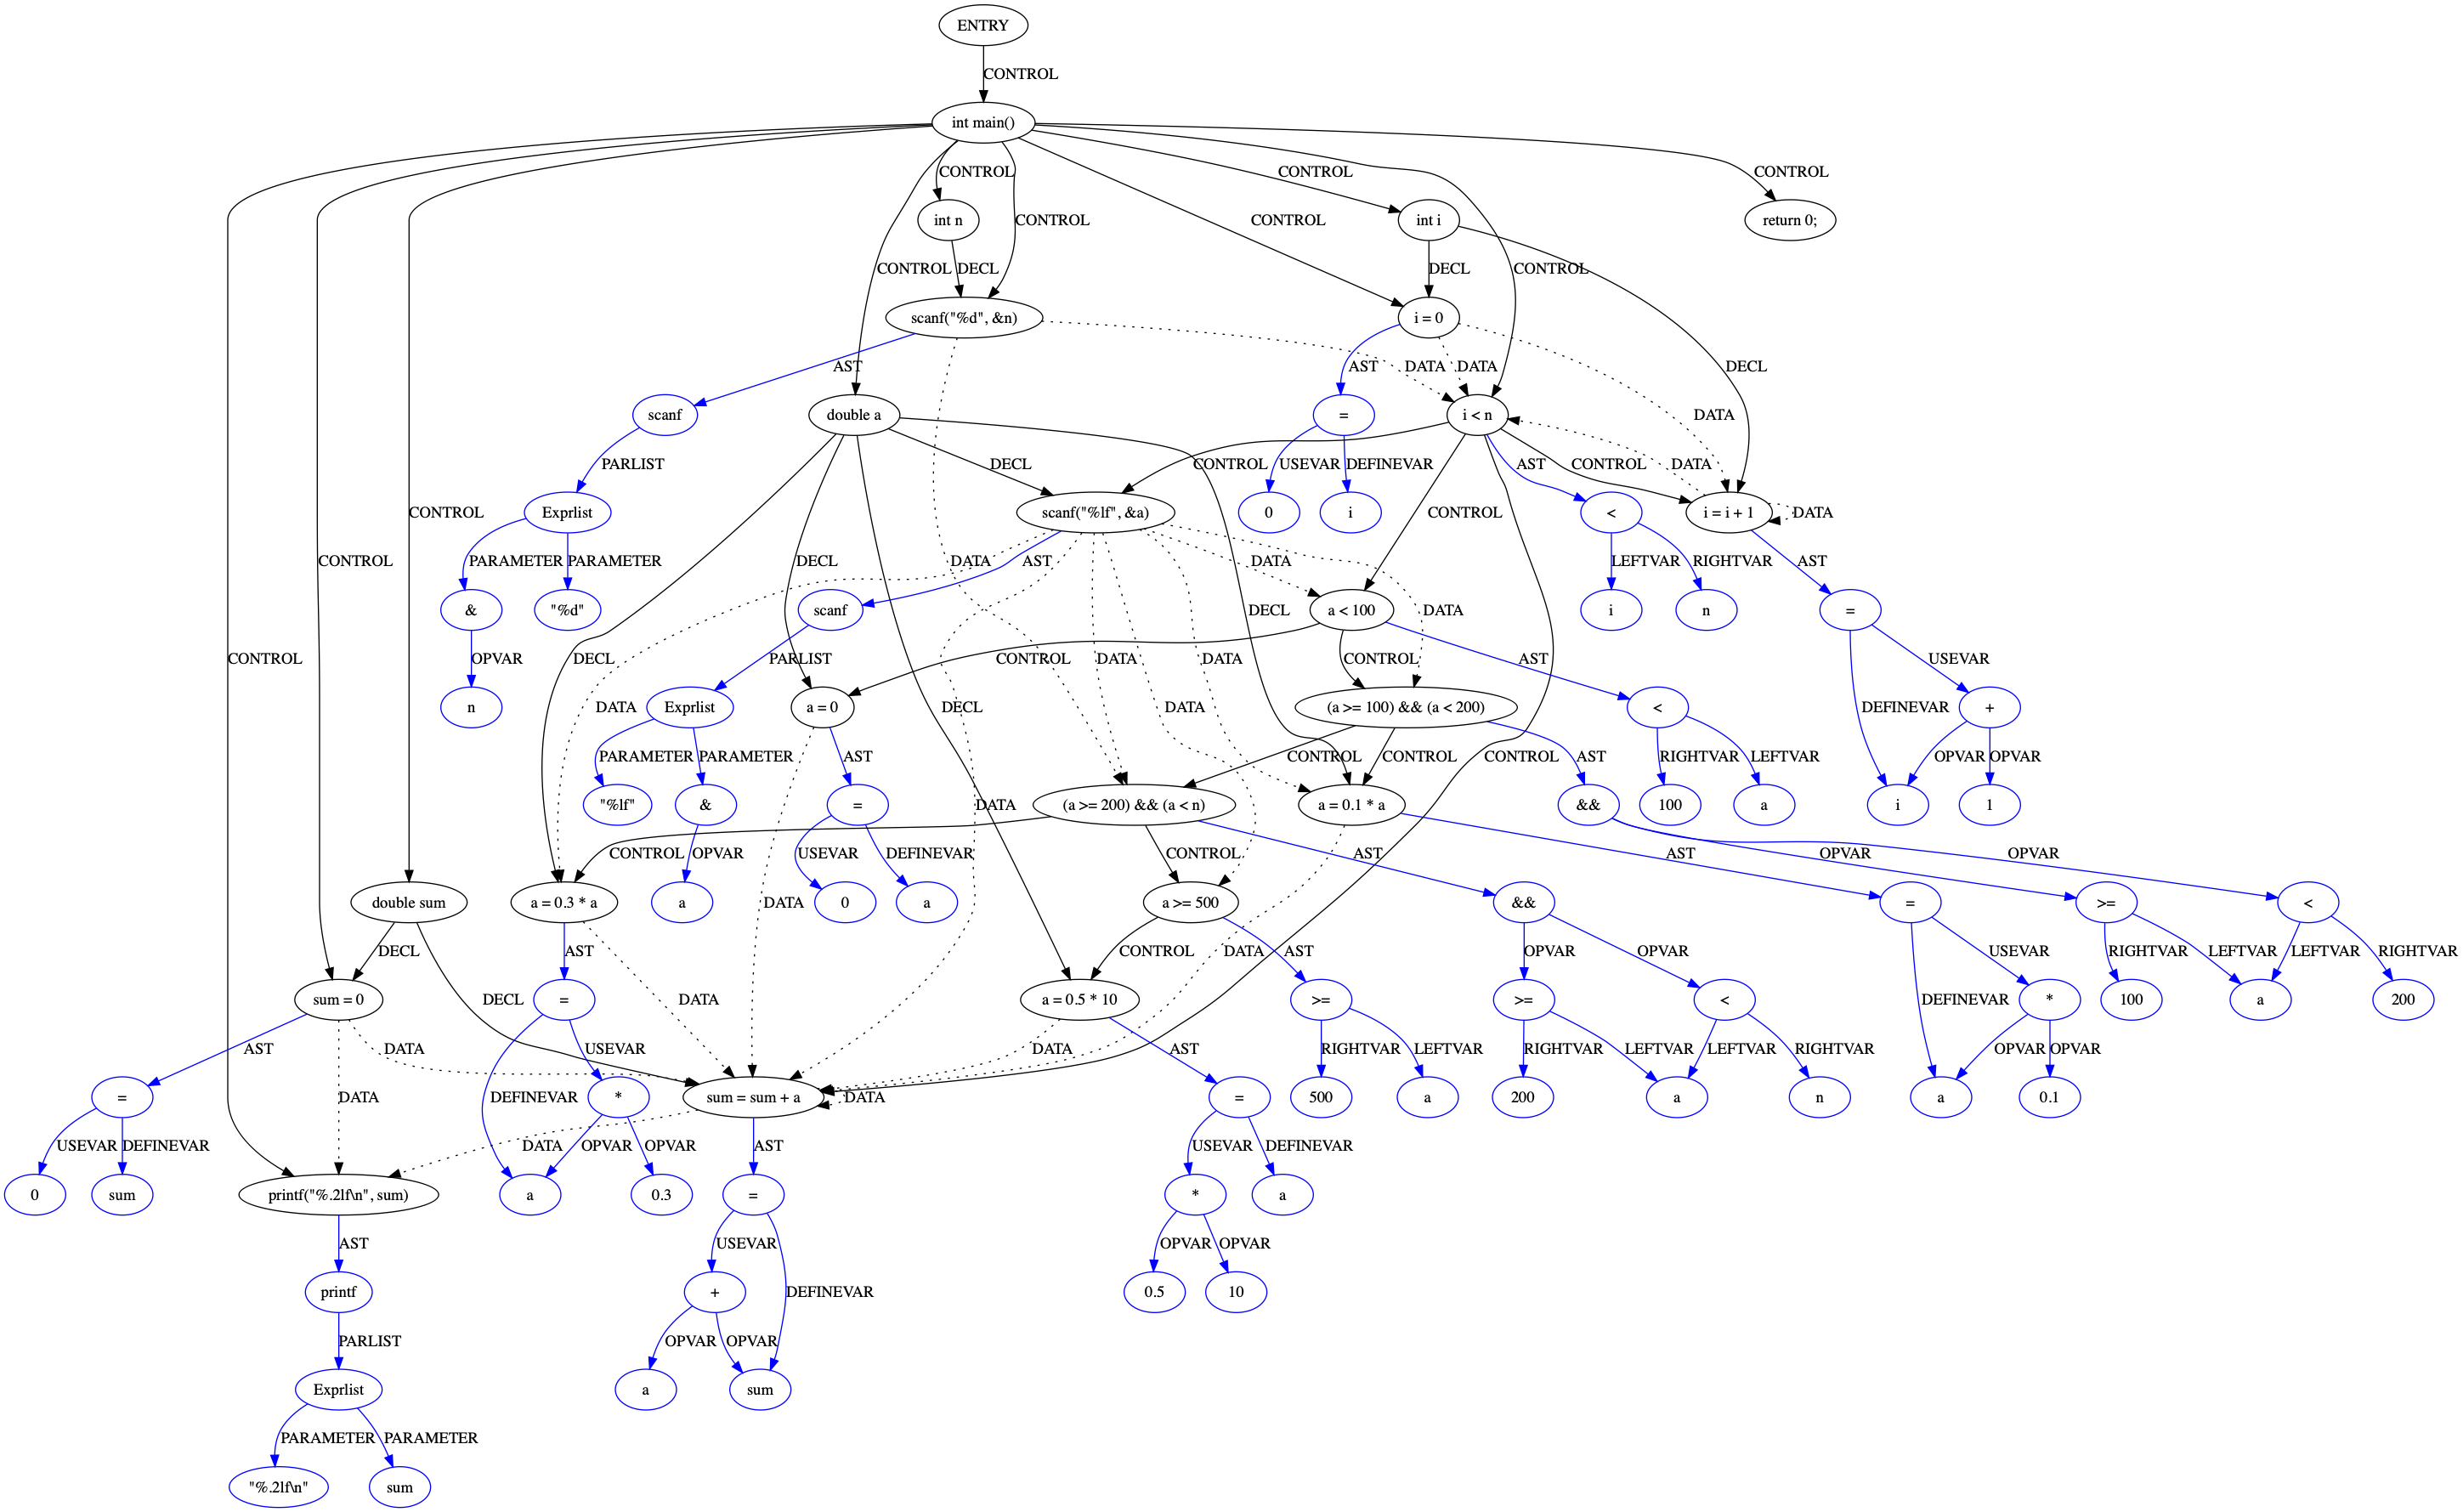 ENTRY
CONTROL
int main()
CONTROL
CONTROL
CONTROL
int n
CONTROL
CONTROL
int i
return 0;
CONTROL
DECL
DECL
CONTROL
scanf("%d", &n)
i = 0
AST
DATA
DATA
AST
DATA
DECL
scanf
double a
=
i < n
PARLIST
DECL
CONTROL
USEVAR
DEFINEVAR
AST
CONTROL
DATA
DATA
CONTROL
Exprlist
scanf("%lf", &a)
0
i
<
i = i + 1
DATA
CONTROL
CONTROL
PARAMETER
PARAMETER
DECL
DATA
AST
DATA
CONTROL
LEFTVAR
RIGHTVAR
AST
&
"%d"
scanf
a < 100
i
n
=
DECL
DATA
CONTROL
OPVAR
DECL
PARLIST
CONTROL
DATA
DATA
CONTROL
AST
USEVAR
n
Exprlist
a = 0
(a >= 100) && (a < 200)
<
+
DATA
DECL
DATA
DEFINEVAR
PARAMETER
PARAMETER
AST
CONTROL
CONTROL
CONTROL
AST
RIGHTVAR
LEFTVAR
OPVAR
OPVAR
"%lf"
&
=
(a >= 200) && (a < n)
a = 0.1 * a
&&
100
a
i
1
DATA
CONTROL
OPVAR
USEVAR
DEFINEVAR
CONTROL
AST
AST
OPVAR
OPVAR
double sum
a = 0.3 * a
a
0
a
a >= 500
&&
=
>=
<
DATA
DECL
AST
CONTROL
DATA
AST
OPVAR
OPVAR
USEVAR
RIGHTVAR
LEFTVAR
LEFTVAR
RIGHTVAR
sum = 0
DECL
=
DATA
a = 0.5 * 10
>=
>=
<
DEFINEVAR
*
100
a
200
AST
DATA
USEVAR
DATA
AST
RIGHTVAR
LEFTVAR
RIGHTVAR
LEFTVAR
LEFTVAR
RIGHTVAR
OPVAR
OPVAR
=
DATA
DEFINEVAR
*
sum = sum + a
DATA
=
500
a
200
a
n
a
0.1
USEVAR
DEFINEVAR
DATA
OPVAR
OPVAR
AST
USEVAR
DEFINEVAR
0
sum
printf("%.2lf\n", sum)
a
0.3
=
*
a
AST
USEVAR
OPVAR
OPVAR
printf
+
DEFINEVAR
0.5
10
PARLIST
OPVAR
OPVAR
Exprlist
a
sum
PARAMETER
PARAMETER
"%.2lf\n"
sum